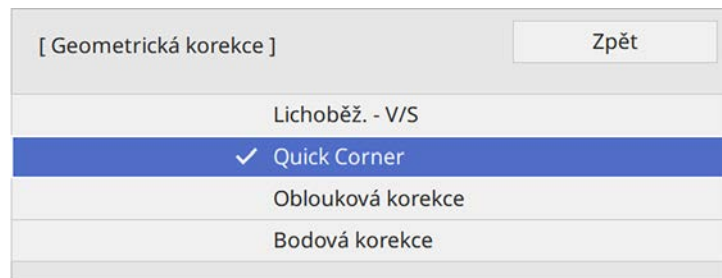 [ Geometrická korekce ]
Zpět
Lichoběž. - V/S
Quick Corner
Oblouková korekce
Bodová korekce